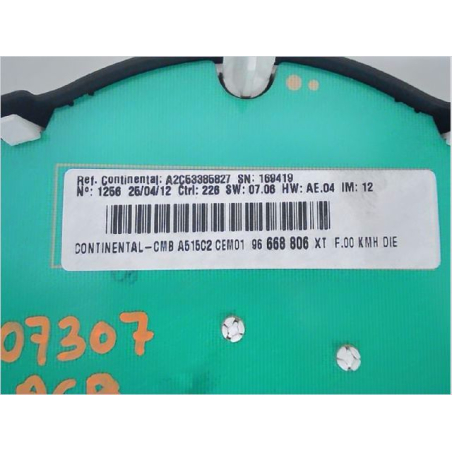 Ref. Continental: A2C53385827 SN: 169419
Nº: 1256 25/04/12 Ctrl: 226 SW: 07.06 HW: AE.04 IM: 12
CONTINENTAL-CMB A515C2 CEM01 96 668 806 XT F.00 KMH DIE
07307